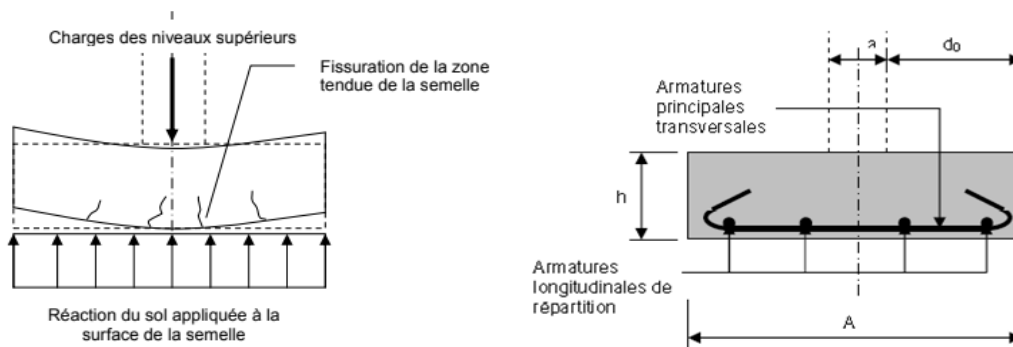 Charges des niveaux supérieurs
Fissuration de la zone
tendue de la semelle
Réaction du sol appliquée à la
surface de la semelle
a
d₀
Armatures
principales
transversales
h
Armatures
longitudinales de
répartition
A